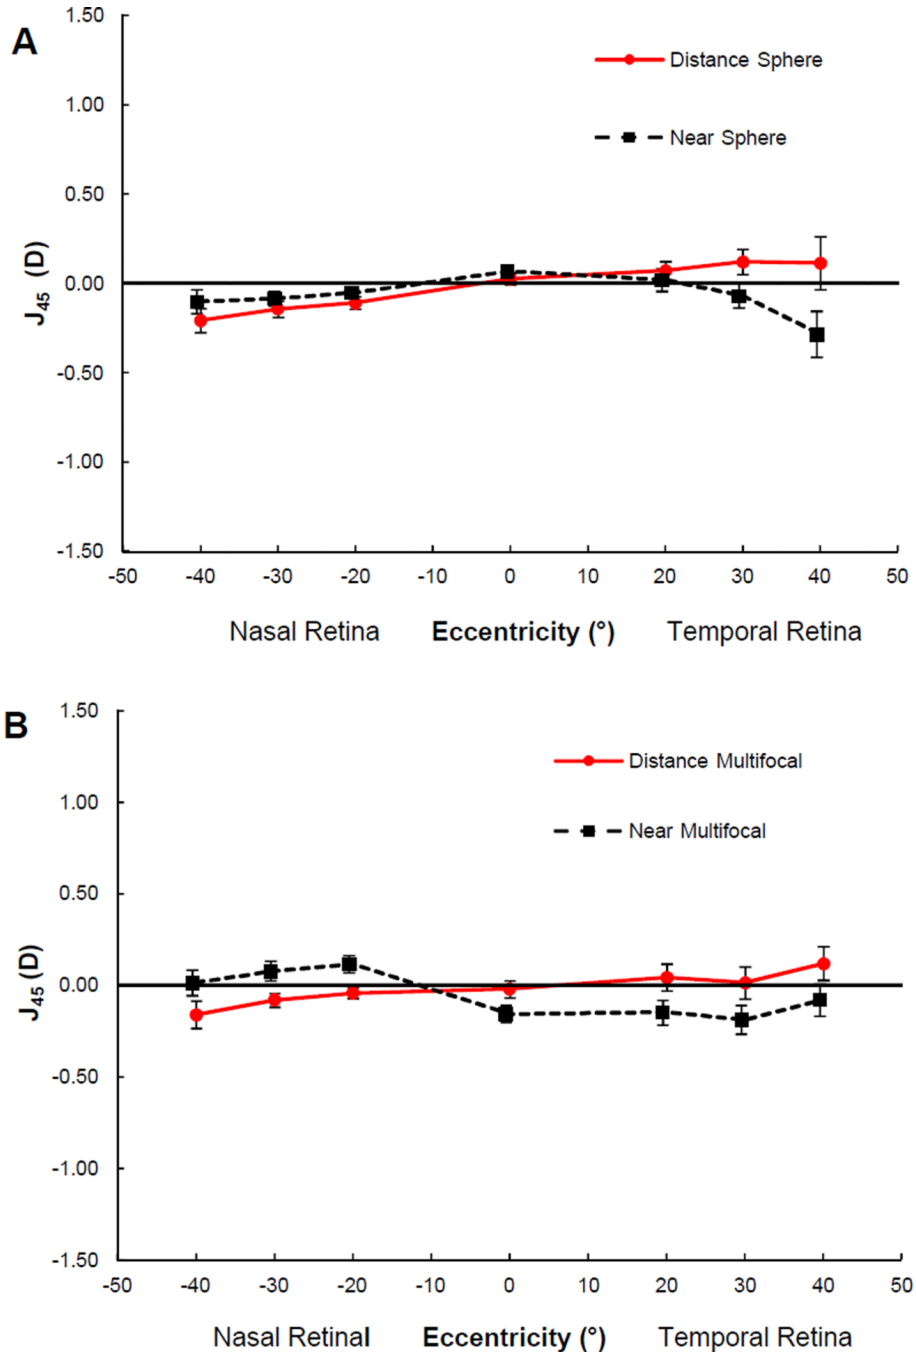 A
1.50
1.00
0.50
0.00
-0.50
-1.00
-1.50
J45 (D)
Distance Sphere
Near Sphere
-50 -40 -30 -20 -10 0 10 20 30 40 50
Nasal Retina Eccentricity (°) Temporal Retina
B
1.50
1.00
0.50
0.00
-0.50
-1.00
-1.50
J45 (D)
Distance Multifocal
Near Multifocal
-50 -40 -30 -20 -10 0 10 20 30 40 50
Nasal Retinal Eccentricity (°) Temporal Retina